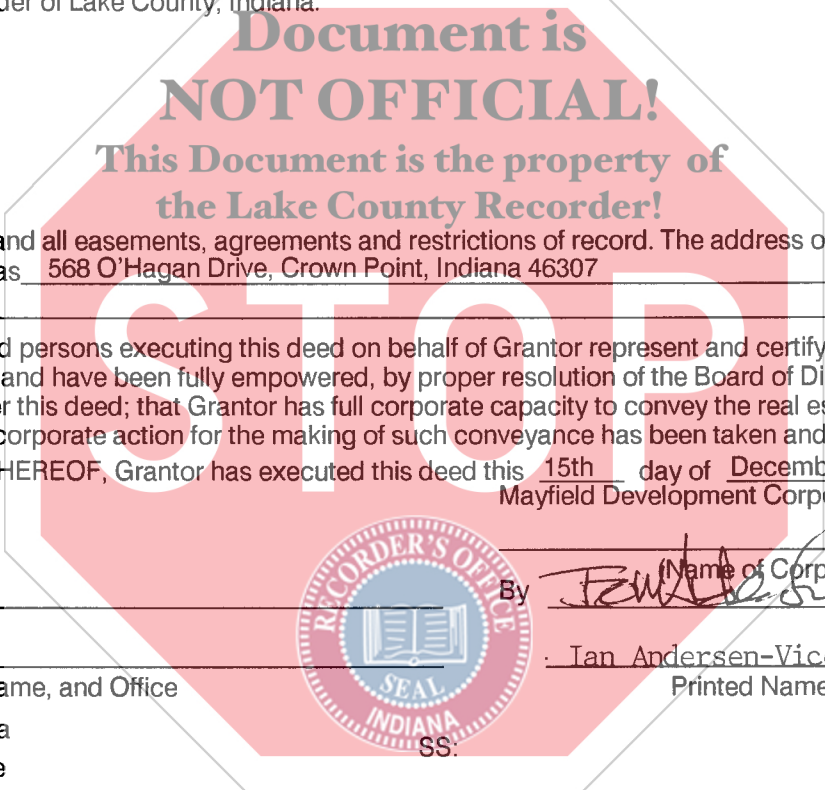 der of Lake County, Indiana.
Document is
NOT OFFICIAL!
This Document is the property of
the Lake County Recorder!
and all easements, agreements and restrictions of record. The address o
as 568 O'Hagan Drive, Crown Point, Indiana 46307
STOP
d persons executing this deed on behalf of Grantor represent and certify
and have been fully empowered, by proper resolution of the Board of Di
er this deed; that Grantor has full corporate capacity to convey the real es
corporate action for the making of such conveyance has been taken and
HEREOF, Grantor has executed this deed this 15th day of Decemb
Mayfield Development Corpo
(Name of Corp
By
RECORDER'S OFFICE
SEAL
INDIANA
Ian Andersen-Vic
ame, and Office
Printed Name
a
SS:
e